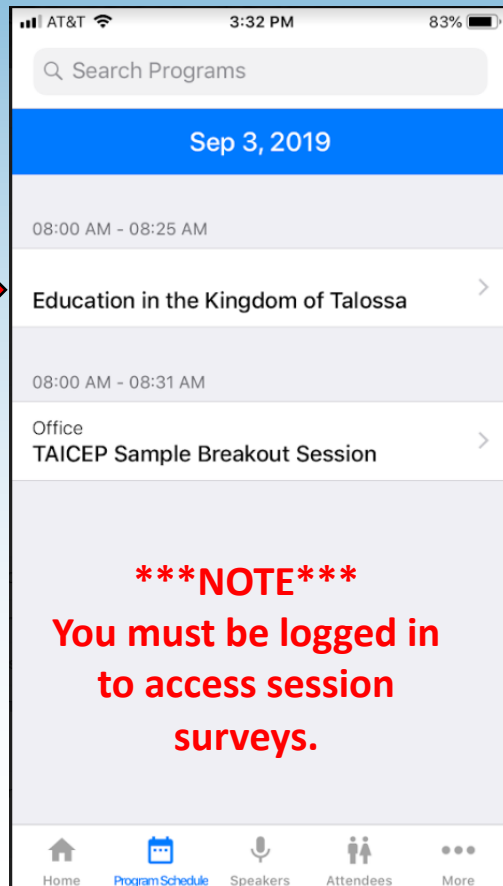 AT&T 3:32 PM 83%
Search Programs
Sep 3, 2019
08:00 AM - 08:25 AM
Education in the Kingdom of Talossa
08:00 AM - 08:31 AM
Office
TAICEP Sample Breakout Session
***NOTE***
You must be logged in
to access session
surveys.
Home Program Schedule Speakers Attendees More